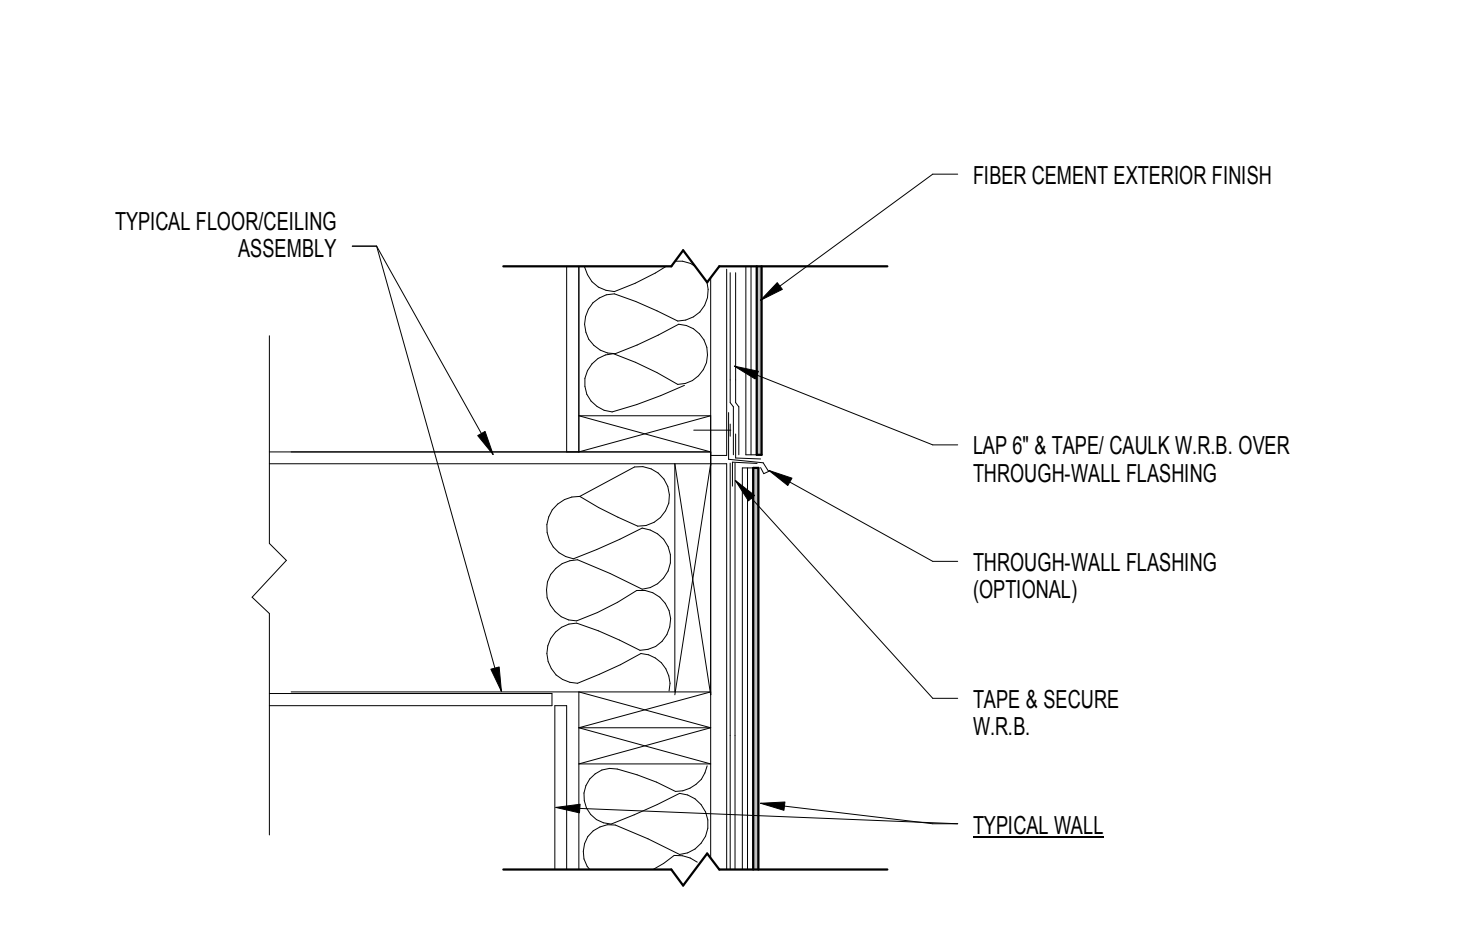 FIBER CEMENT EXTERIOR FINISH
TYPICAL FLOOR/CEILING
ASSEMBLY
LAP 6" & TAPE/ CAULK W.R.B. OVER
THROUGH-WALL FLASHING
THROUGH-WALL FLASHING
(OPTIONAL)
TAPE & SECURE
W.R.B.
TYPICAL WALL